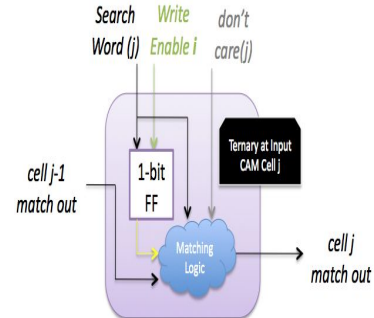 Search
Word (j)
Write
Enable i
don't
care(j)
Ternary at Input
CAM Cell j
cell j-1
match out
1-bit
FF
Matching
Logic
cell j
match out